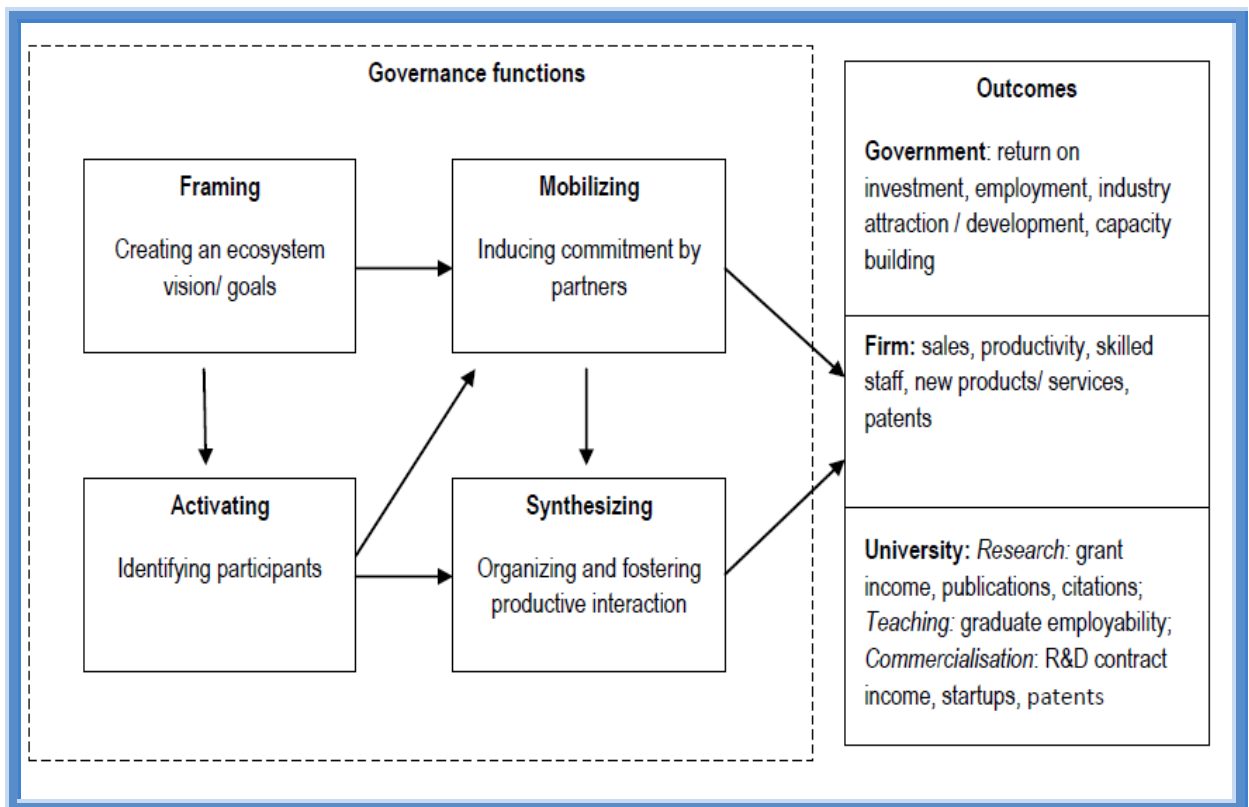 Governance functions
Framing
Creating an ecosystem
vision/ goals
Mobilizing
Inducing commitment by
partners
Activating
Identifying participants
Synthesizing
Organizing and fostering
productive interaction
Outcomes
Government: return on
investment, employment, industry
attraction / development, capacity
building
Firm: sales, productivity, skilled
staff, new products/ services,
patents
University: Research: grant
income, publications, citations;
Teaching: graduate employability;
Commercialisation: R&D contract
income, startups, patents